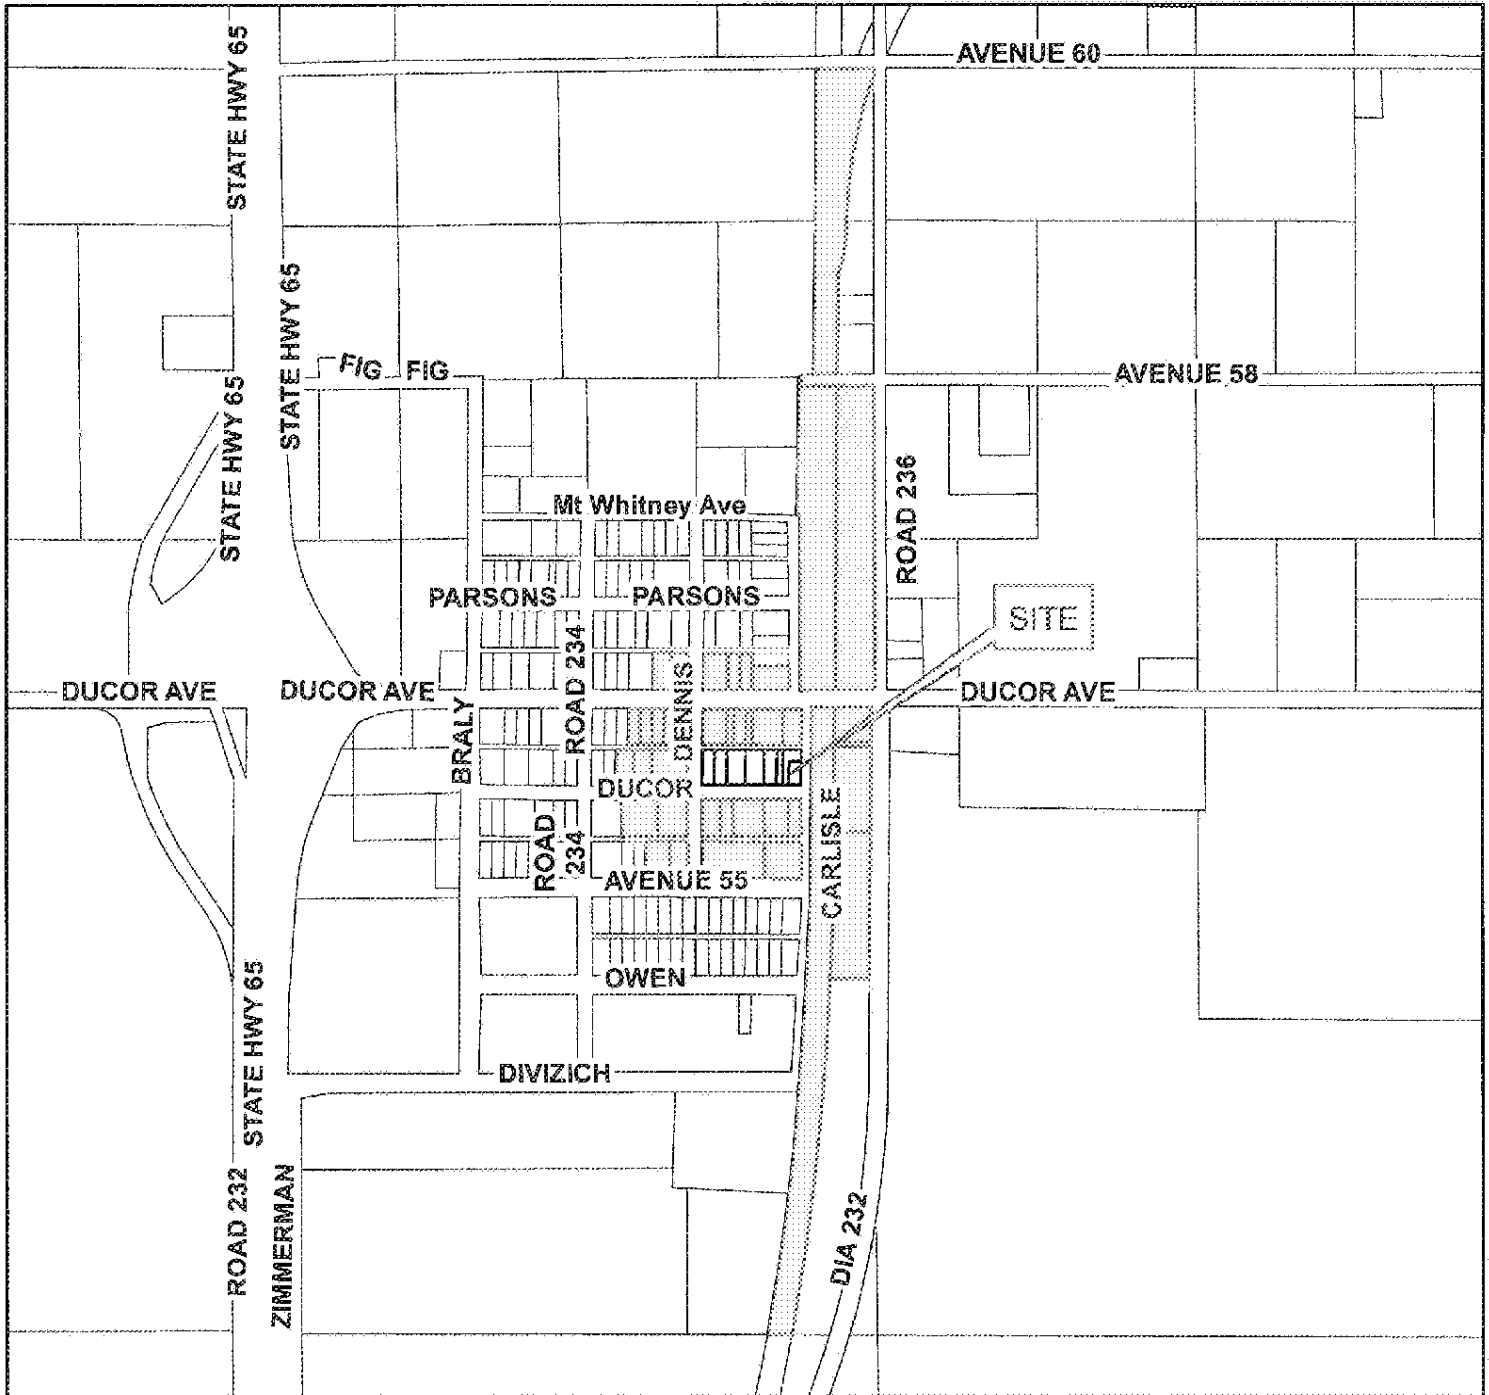 STATE HWY 65
AVENUE 60
STATE HWY 65
FIG
FIG
AVENUE 58
STATE HWY 65
ROAD 236
Mt Whitney Ave
PARSONS
PARSONS
SITE
ROAD 234
DENNIS
DUCOR AVE
DUCOR AVE
DUCOR AVE
BRALY
DUCOR
CARLISLE
ROAD
234
AVENUE 55
OWEN
STATE HWY 65
DIVIZICH
ROAD 232
ZIMMERMAN
DIA 232